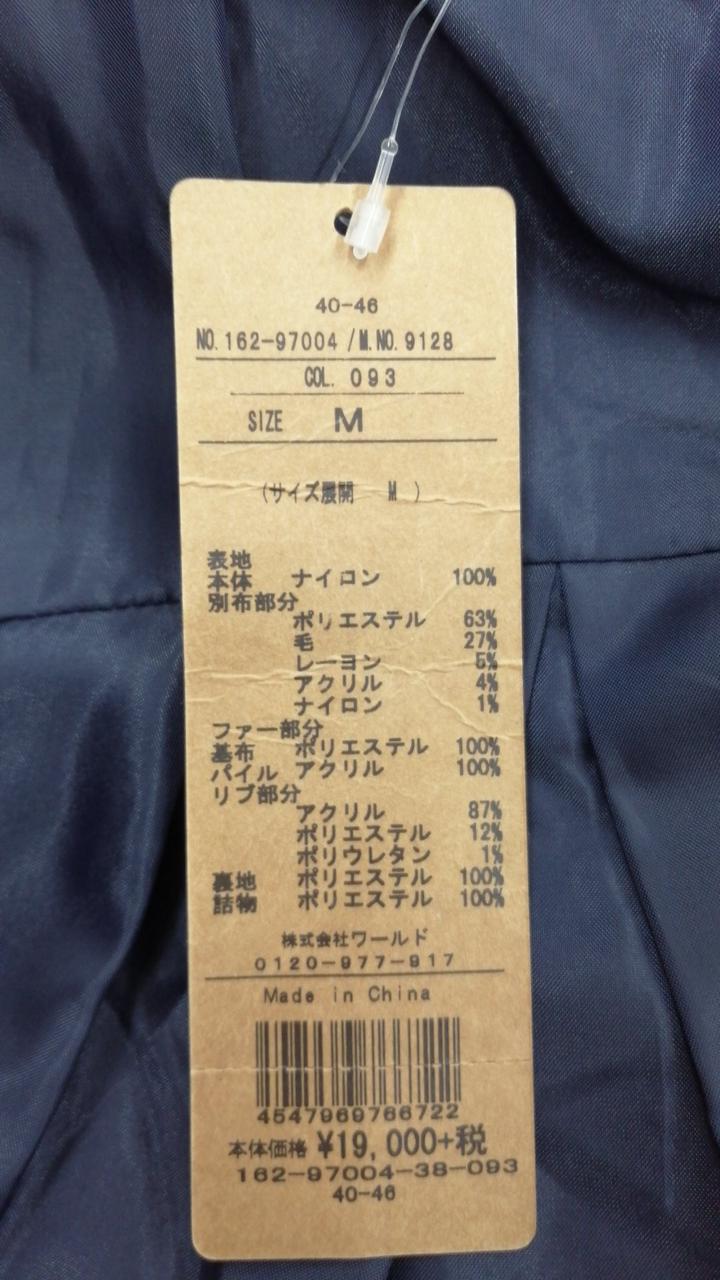 40-46
NO.162-97004 /M.NO.9128
COL. 093
SIZE M
(サイズ展開 M )
表地
本体 ナイロン 100%
別布部分
ポリエステル 63%
毛 27%
レーヨン 5%
アクリル 4%
ナイロン 1%
ファー部分
基布 ポリエステル 100%
パイル アクリル 100%
リブ部分
アクリル 87%
ポリエステル 12%
ポリウレタン 1%
裏地 ポリエステル 100%
詰物 ポリエステル 100%
株式会社ワールド
0120-977-917
Made in China
4547969766722
本体価格 ¥19,000+税
162-97004-38-093
40-46